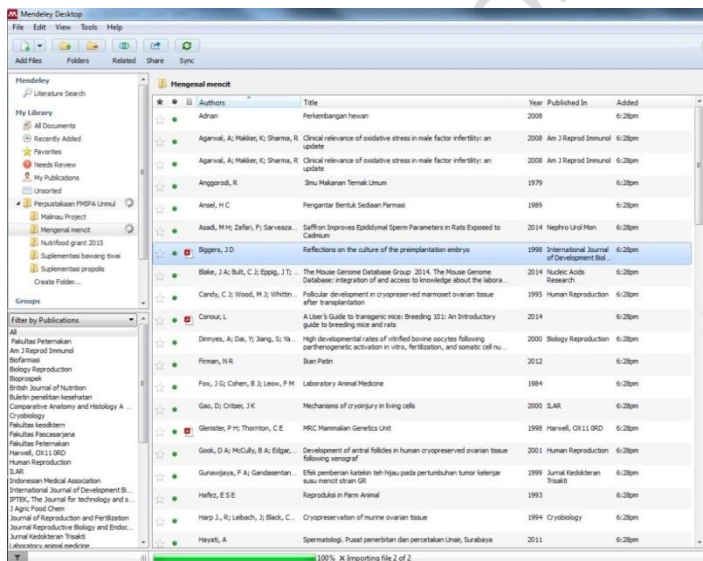 Mendeley Desktop
File Edit View Tools Help
Add Files Folders Related Share Sync
Mendeley
Literature Search
My Library
All Documents
Recently Added
Favorites
Needs Review
My Publications
Unsorted
Perpustakaan FMIPA Unmul
Malinau Project
Mengenal mencit
Nutrifood grant 2015
Suplementasi bawang tiwai
Suplementasi propolis
Create Folder...
Groups
Filter by Publications
All
Fakultas Peternakan
Am J Reprod Immunol
Biofarmasi
Biology Reproduction
Bioprospek
British Journal of Nutrition
Buletin penelitian kesehatan
Comparative Anatomy and Histology A ...
Cryobiology
Fakultas keodktern
Fakultas Pascasarjana
Fakultas Peternakan
Harwell, OX11 0RD
Human Reproduction
ILAR
Indonesian Medical Association
International Journal of Development Bi...
IPTEK, The Journal for technology and s...
J Agric Food Chem
Journal of Reproduction and Fertilization
Journal Reproductive Biology and Endoc...
Jurnal Kedokteran Trisakti
Laboratory animal medicine
Mengenal mencit
Authors Title Year Published In Added
Adnan Perkembangan hewan 2008 6:28pm
Agarwal, A; Makker, K; Sharma, R Clinical relevance of oxidative stress in male factor infertility: an 2008 Am J Reprod Immunol 6:28pm
update
Agarwal, A; Makker, K; Sharma, R Clinical relevance of oxidative stress in male factor infertility: an 2008 Am J Reprod Immunol 6:28pm
update
Anggorodi, R Ilmu Makanan Ternak Umum 1979 6:28pm
Ansel, H C Pengantar Bentuk Sediaan Farmasi 1989 6:28pm
Asadi, M H; Zafari, F; Sarveaza... Saffron Improves Epididymal Sperm Parameters in Rats Exposed to 2014 Nephro Urol Mon 6:28pm
Cadmium
Biggers, J D Reflections on the culture of the preimplantation embryo 1998 International Journal 6:28pm
of Development Biol...
Blake, J A; Bult, C J; Eppig, J T; ... The Mouse Genome Database Group 2014. The Mouse Genome 2014 Nucleic Acids 6:28pm
Database: integration of and access to knowledge about the labora... Research
Candy, C J; Wood, M J; Whittin... Follicular development in cryopreserved marmoset ovarian tissue 1995 Human Reproduction 6:28pm
after transplantation
Conour, L A User's Guide to transgenic mice: Breeding 101: An Introductory 2014 6:28pm
guide to breeding mice and rats
Dinnyes, A; Dai, Y; Jiang, S; Ya... High developmental rates of vitrified bovine oocytes following 2000 Biology Reproduction 6:28pm
parthenogenetic activation in vitro, fertilization, and somatic cell nu...
Firman, N R Ikan Patin 2012 6:28pm
Fox, J G; Cohen, B J; Leow, F M Laboratory Animal Medicine 1984 6:28pm
Gao, D; Critser, J K Mechanisms of cryoinjury in living cells 2000 ILAR 6:28pm
Glenister, P H; Thornton, C E MRC Mammalian Genetics Unit 1998 Harwell, OX11 0RD 6:28pm
Gook, D A; McCully, B A; Edgar,... Development of antral follicles in human cryopreserved ovarian tissue 2001 Human Reproduction 6:28pm
following xenograf
Gunawijaya, F A; Gandasentan... Efek pemberian katekin teh hijau pada pertumbuhan tumor kelenjar 1999 Jurnal Kedokteran 6:28pm
susu mencit strain GR Trisakti
Hafez, E S E Reproduksi in Farm Animal 1993 6:28pm
Harp J., R; Leibach, J; Black, C... Cryopreservation of murine ovarian tissue 1994 Cryobiology 6:28pm
Hayati, A Spermatologi. Pusat penerbitan dan percetakan Unair, Surabaya 2011 6:28pm
100% Importing file 2 of 2